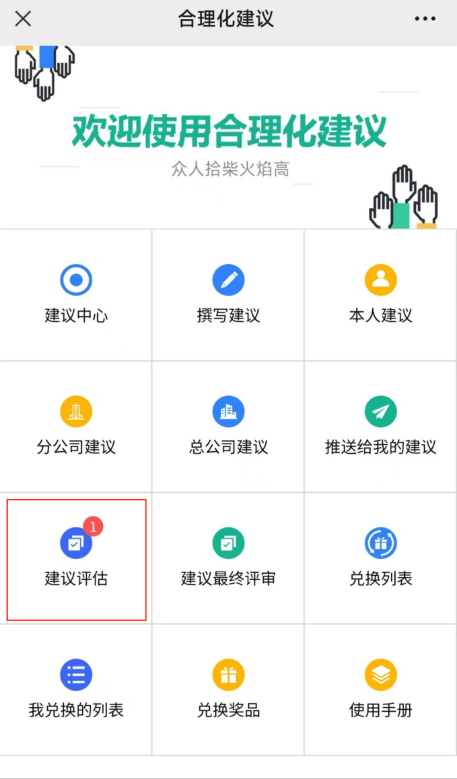 合理化建议
欢迎使用合理化建议
众人拾柴火焰高
建议中心
撰写建议
本人建议
分公司建议
总公司建议
推送给我的建议
1
建议评估
建议最终评审
兑换列表
我兑换的列表
兑换奖品
使用手册